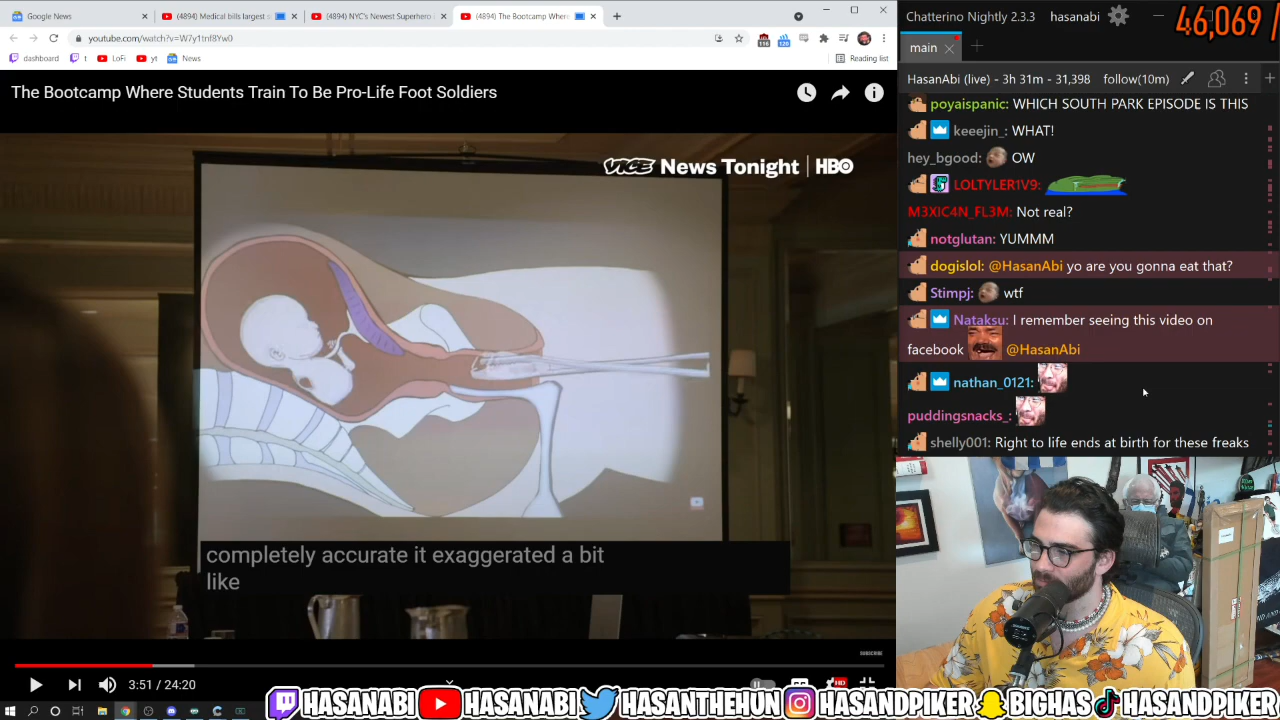 Google News
(4894) Medical bills largest s
(4894) NYC's Newest Superhero
(4894) The Bootcamp Where
youtube.com/watch?v=W7y1tnf8Yw0
dashboard
t
LoFi
yt
News
Reading list
The Bootcamp Where Students Train To Be Pro-Life Foot Soldiers
VICE News Tonight | HBO
completely accurate it exaggerated a bit
like
SUBSCRIBE
3:51 / 24:20
HD
Chatterino Nightly 2.3.3
hasanabi
46,069 /
main
HasanAbi (live) - 3h 31m - 31,398
follow(10m)
poyaispanic: WHICH SOUTH PARK EPISODE IS THIS
keeejin_: WHAT!
hey_bgood: OW
LOLTYLER1V9:
M3XIC4N_FL3M: Not real?
notglutan: YUMMM
dogislol: @HasanAbi yo are you gonna eat that?
Stimpj: wtf
Nataksu: I remember seeing this video on
facebook @HasanAbi
nathan_0121:
puddingsnacks_:
shelly001: Right to life ends at birth for these freaks
HASANABI HASANABI HASANTHEHUN HASANDPIKER BIGHAS HASANDPIKER